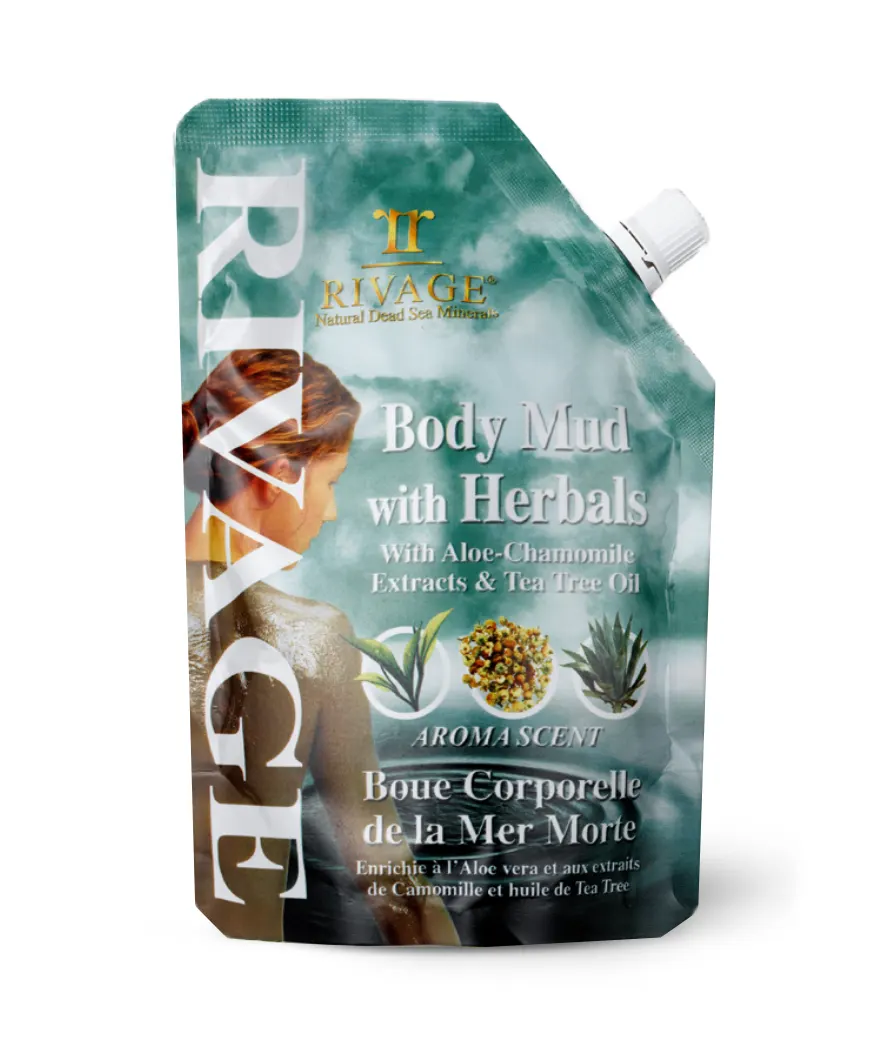 RIVAGE
RIVAGE®
Natural Dead Sea Minerals
Body Mud
with Herbals
With Aloe-Chamomile
Extracts & Tea Tree Oil
AROMA SCENT
Boue Corporelle
de la Mer Morte
Enrichie à l'Aloe vera et aux extraits
de Camomille et huile de Tea Tree